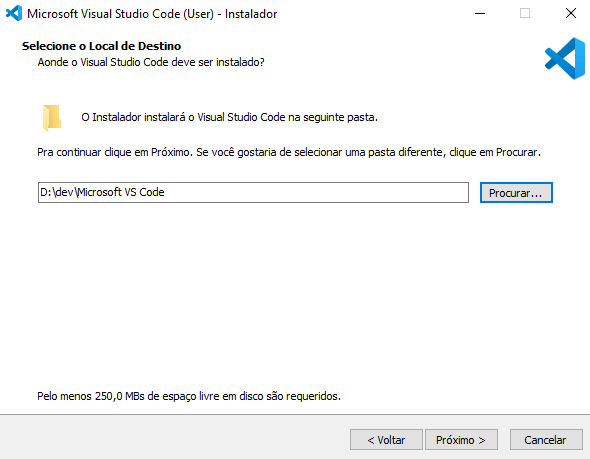 Microsoft Visual Studio Code (User) - Instalador
Selecione o Local de Destino
Aonde o Visual Studio Code deve ser instalado?
O Instalador instalará o Visual Studio Code na seguinte pasta.
Pra continuar clique em Próximo. Se você gostaria de selecionar uma pasta diferente, clique em Procurar.
D:\dev\Microsoft VS Code
Procurar...
Pelo menos 250,0 MBs de espaço livre em disco são requeridos.
< Voltar
Próximo >
Cancelar